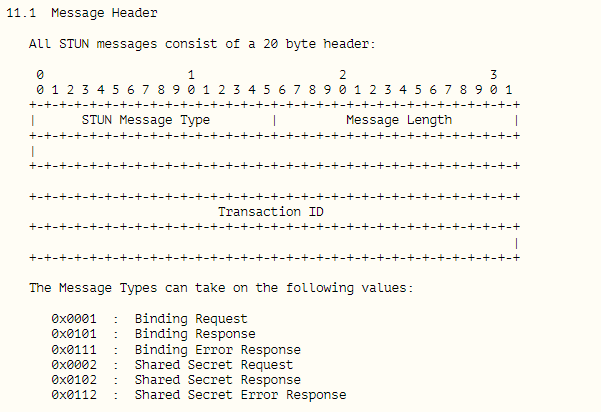 11.1  Message Header
   All STUN messages consist of a 20 byte header:
    0                   1                   2                   3
    0 1 2 3 4 5 6 7 8 9 0 1 2 3 4 5 6 7 8 9 0 1 2 3 4 5 6 7 8 9 0 1
   +-+-+-+-+-+-+-+-+-+-+-+-+-+-+-+-+-+-+-+-+-+-+-+-+-+-+-+-+-+-+-+-+
   |      STUN Message Type        |         Message Length        |
   +-+-+-+-+-+-+-+-+-+-+-+-+-+-+-+-+-+-+-+-+-+-+-+-+-+-+-+-+-+-+-+-+
   |
   +-+-+-+-+-+-+-+-+-+-+-+-+-+-+-+-+-+-+-+-+-+-+-+-+-+-+-+-+-+-+-+-+
   +-+-+-+-+-+-+-+-+-+-+-+-+-+-+-+-+-+-+-+-+-+-+-+-+-+-+-+-+-+-+-+-+
                            Transaction ID
   +-+-+-+-+-+-+-+-+-+-+-+-+-+-+-+-+-+-+-+-+-+-+-+-+-+-+-+-+-+-+-+-+
                                                                   |
   +-+-+-+-+-+-+-+-+-+-+-+-+-+-+-+-+-+-+-+-+-+-+-+-+-+-+-+-+-+-+-+-+
   The Message Types can take on the following values:
      0x0001  :  Binding Request
      0x0101  :  Binding Response
      0x0111  :  Binding Error Response
      0x0002  :  Shared Secret Request
      0x0102  :  Shared Secret Response
      0x0112  :  Shared Secret Error Response